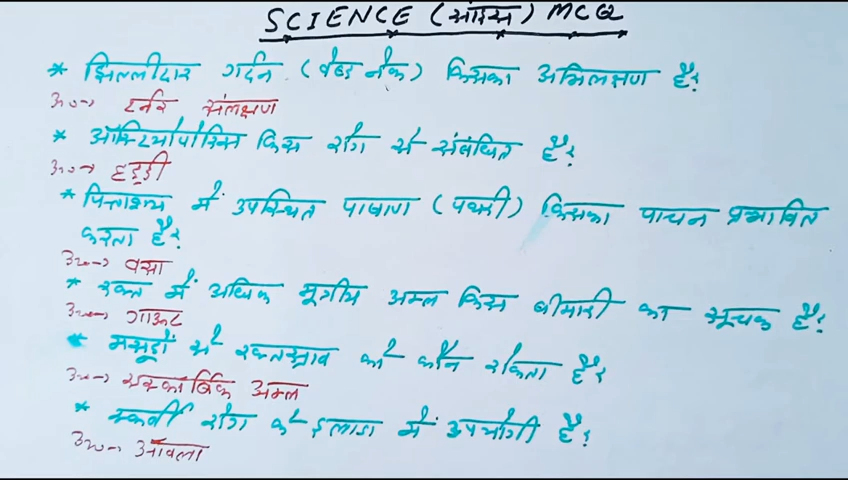 SCIENCE (साइंस) MCQ
* झिल्लीदार गर्दन (वेब्ड नेक) किसका अभिलक्षण है?
उ०→ टर्नर संलक्षण
* ऑस्टियोपोरोसिस किस रोग से संबंधित है?
उ०→ हड्डी
* पित्ताशय में उपस्थित पाषाण (पथरी) किसका पाचन प्रभावित
करता है?
उ०→ वसा
* रक्त में अधिक मूत्रीय अम्ल किस बीमारी का सूचक है?
उ०→ गाऊट
* मसूड़ों से रक्तस्राव को कौन रोकता है?
उ०→ एस्कार्बिक अम्ल
* स्कर्वी रोग के इलाज में उपयोगी है?
उ०→ आँवला